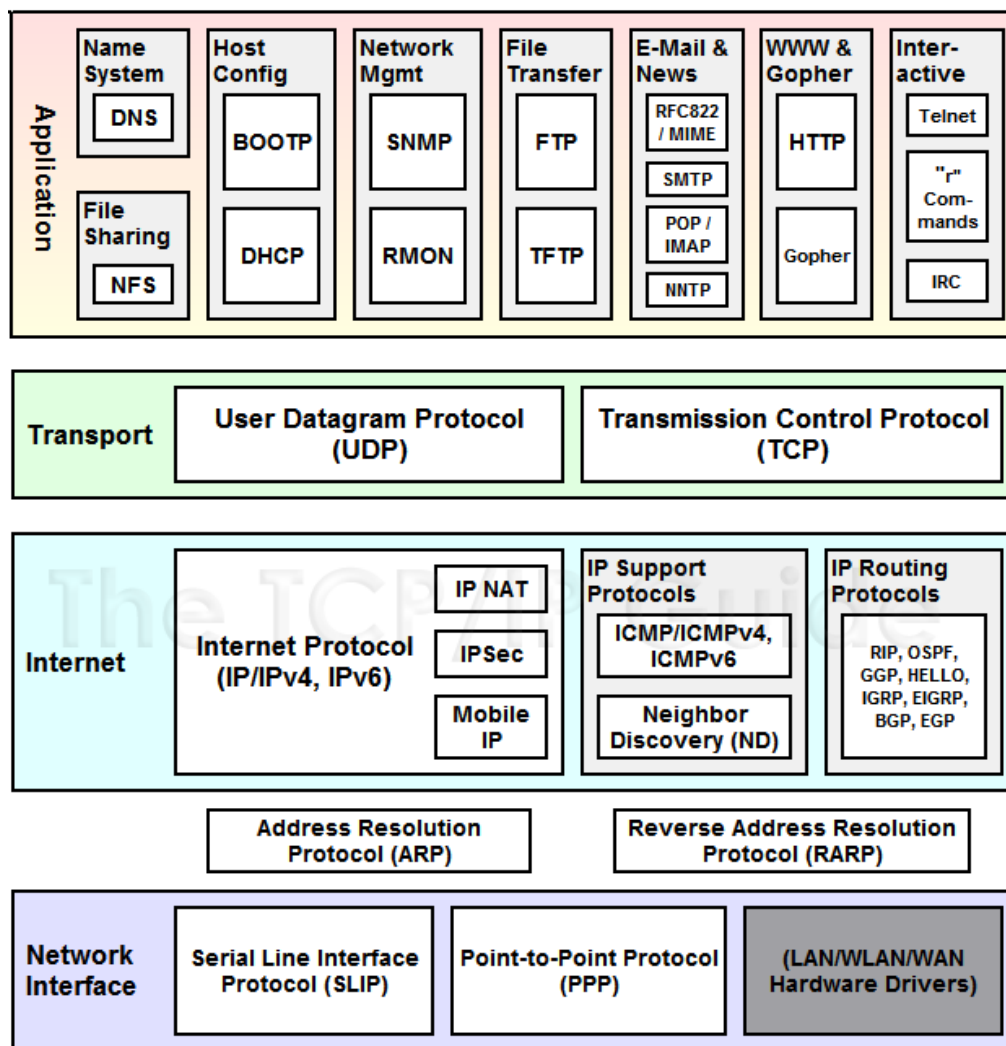 Application
Name
System
DNS
File
Sharing
NFS
Host
Config
BOOTP
DHCP
Network
Mgmt
SNMP
RMON
File
Transfer
FTP
TFTP
E-Mail &
News
RFC822
/ MIME
SMTP
POP /
IMAP
NNTP
WWW &
Gopher
HTTP
Gopher
Inter-
active
Telnet
"r"
Com-
mands
IRC
Transport
User Datagram Protocol
(UDP)
Transmission Control Protocol
(TCP)
The TCP/IP Guide
Internet
Internet Protocol
(IP/IPv4, IPv6)
IP NAT
IPSec
Mobile
IP
IP Support
Protocols
ICMP/ICMPv4,
ICMPv6
Neighbor
Discovery (ND)
IP Routing
Protocols
RIP, OSPF,
GGP, HELLO,
IGRP, EIGRP,
BGP, EGP
Address Resolution
Protocol (ARP)
Reverse Address Resolution
Protocol (RARP)
Network
Interface
Serial Line Interface
Protocol (SLIP)
Point-to-Point Protocol
(PPP)
(LAN/WLAN/WAN
Hardware Drivers)